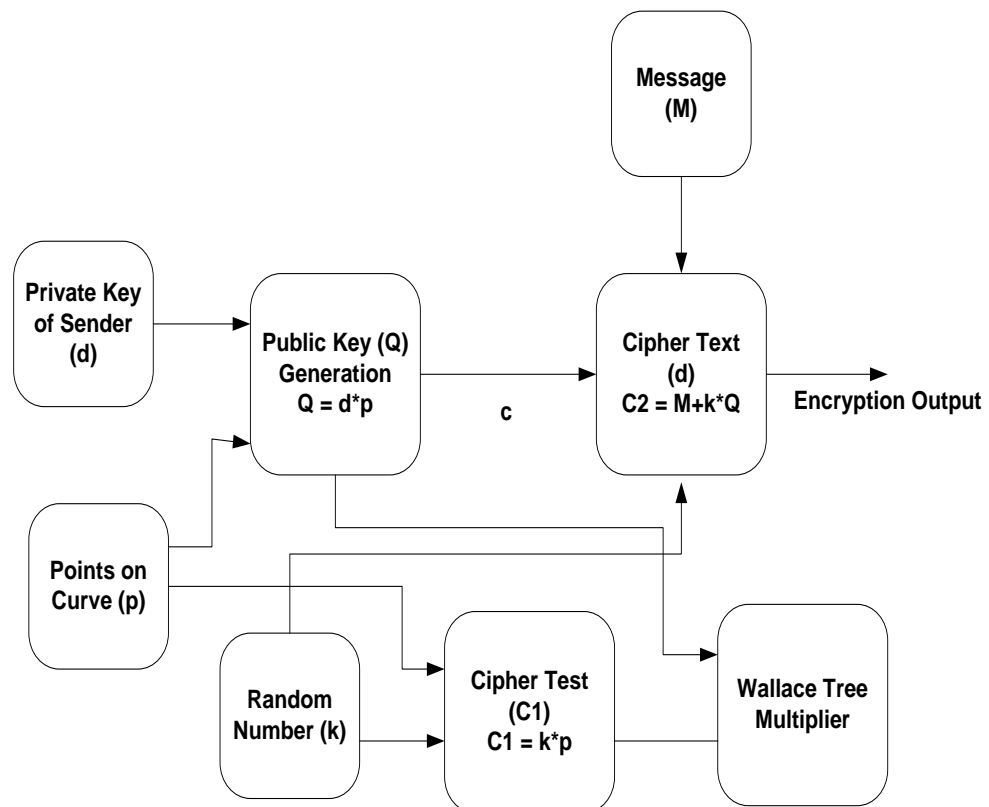 Message
(M)
Private Key
of Sender
(d)
Public Key (Q)
Generation
Q = d*p
c
Cipher Text
(d)
C2 = M+k*Q
Encryption Output
Points on
Curve (p)
Random
Number (k)
Cipher Test
(C1)
C1 = k*p
Wallace Tree
Multiplier